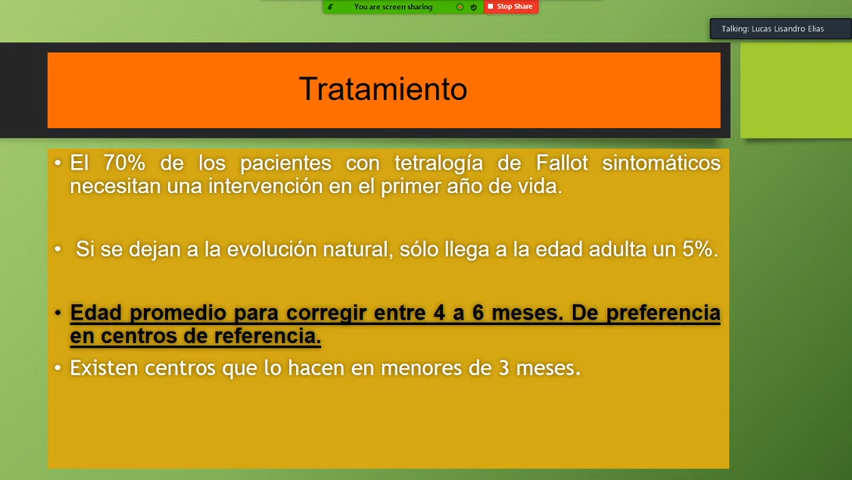 You are screen sharing
Stop Share
Talking: Lucas Lisandro Elias
Tratamiento
• El 70% de los pacientes con tetralogía de Fallot sintomáticos
necesitan una intervención en el primer año de vida.
• Si se dejan a la evolución natural, sólo llega a la edad adulta un 5%.
• Edad promedio para corregir entre 4 a 6 meses. De preferencia
en centros de referencia.
• Existen centros que lo hacen en menores de 3 meses.